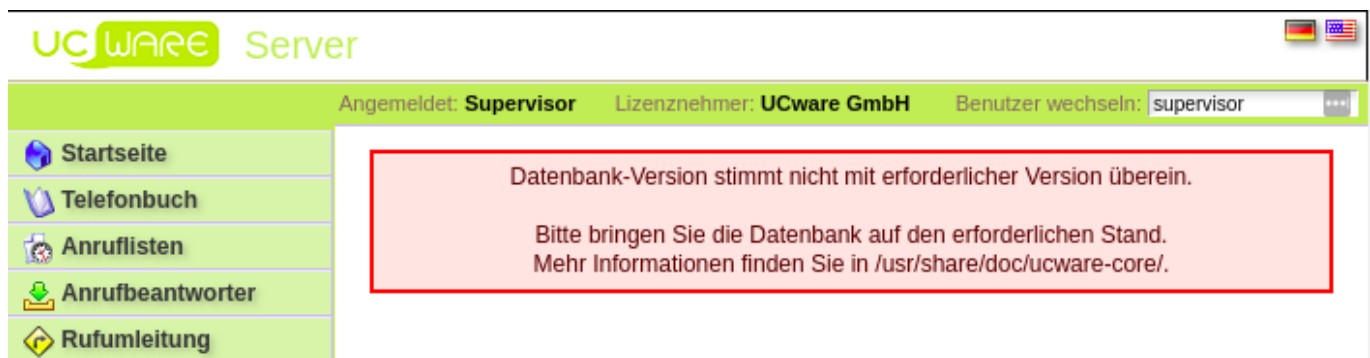 UCWARE Server
Angemeldet: Supervisor Lizenznehmer: UCware GmbH Benutzer wechseln: supervisor
Startseite
Telefonbuch
Anruflisten
Anrufbeantworter
Rufumleitung
Datenbank-Version stimmt nicht mit erforderlicher Version überein.
Bitte bringen Sie die Datenbank auf den erforderlichen Stand.
Mehr Informationen finden Sie in /usr/share/doc/ucware-core/.